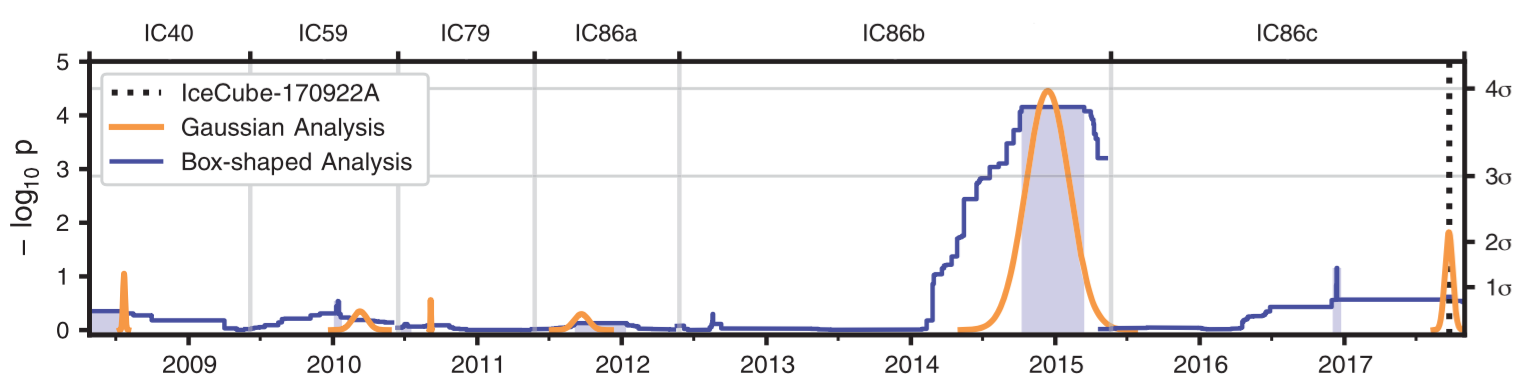 IC40 IC59 IC79 IC86a IC86b IC86c
5
4
3
2
1
0
− log₁₀ p
IceCube-170922A
Gaussian Analysis
Box-shaped Analysis
4σ
3σ
2σ
1σ
2009 2010 2011 2012 2013 2014 2015 2016 2017